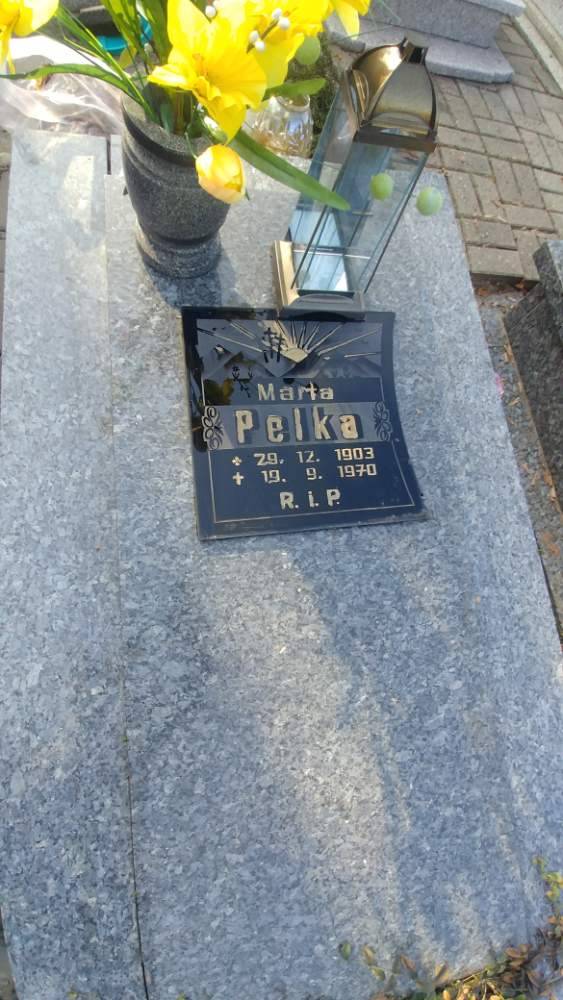 Marta
Pelka
* 29. 12. 1903
+ 19. 9. 1970
R. i. P.